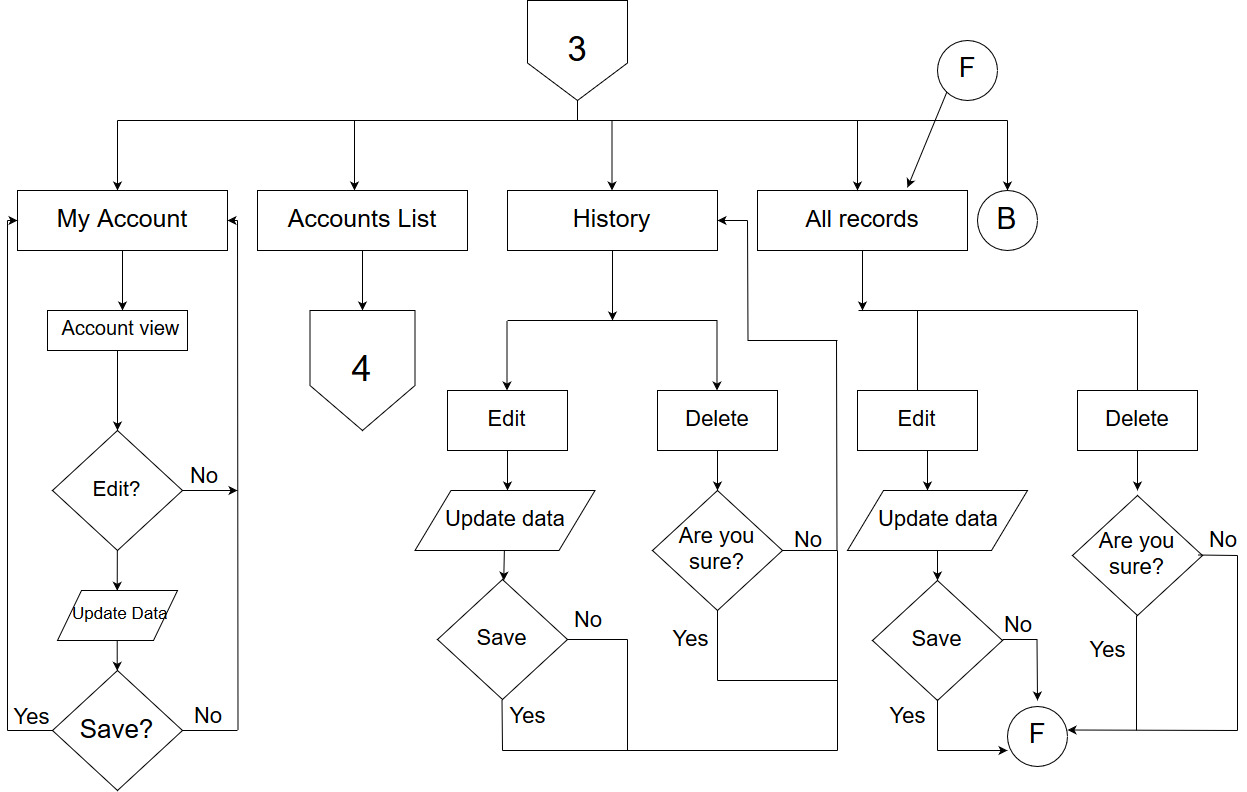 3
F
My Account
Accounts List
History
All records
B
Account view
4
Edit
Delete
Edit
Delete
Edit?
No
Update data
Are you
sure?
No
Update data
Are you
sure?
No
Update Data
Save
No
Yes
Save
No
Yes
Yes
Save?
No
Yes
Yes
F